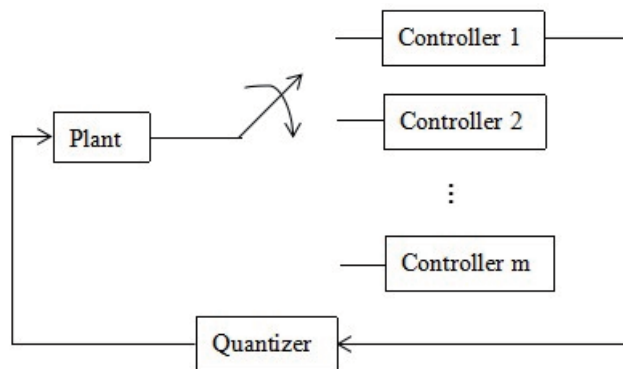 Controller 1
Plant
Controller 2
⋮
Controller m
Quantizer